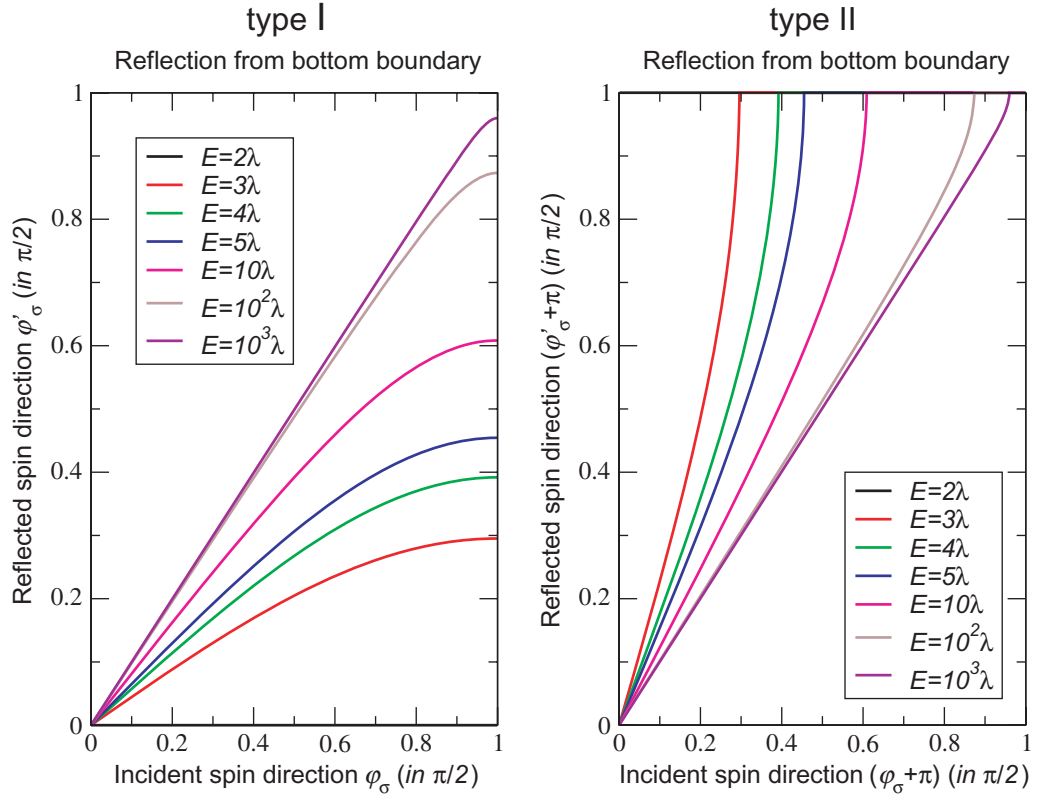 type I
Reflection from bottom boundary
Reflected spin direction φ'σ (in π/2)
1
0.8
0.6
0.4
0.2
0
E=2λ
E=3λ
E=4λ
E=5λ
E=10λ
E=10²λ
E=10³λ
0 0.2 0.4 0.6 0.8 1
Incident spin direction φσ (in π/2)
type II
Reflection from bottom boundary
Reflected spin direction (φ'σ+π) (in π/2)
1
0.8
0.6
0.4
0.2
0
E=2λ
E=3λ
E=4λ
E=5λ
E=10λ
E=10²λ
E=10³λ
0 0.2 0.4 0.6 0.8 1
Incident spin direction (φσ+π) (in π/2)